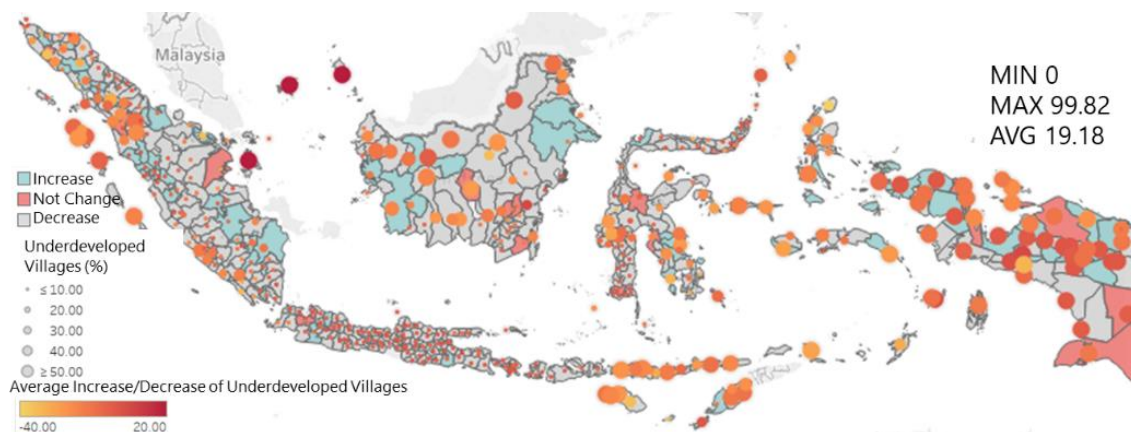 Malaysia
MIN 0
MAX 99.82
AVG 19.18
Increase
Not Change
Decrease
Underdeveloped
Villages (%)
≤ 10.00
20.00
30.00
40.00
≥ 50.00
Average Increase/Decrease of Underdeveloped Villages
-40.00 20.00